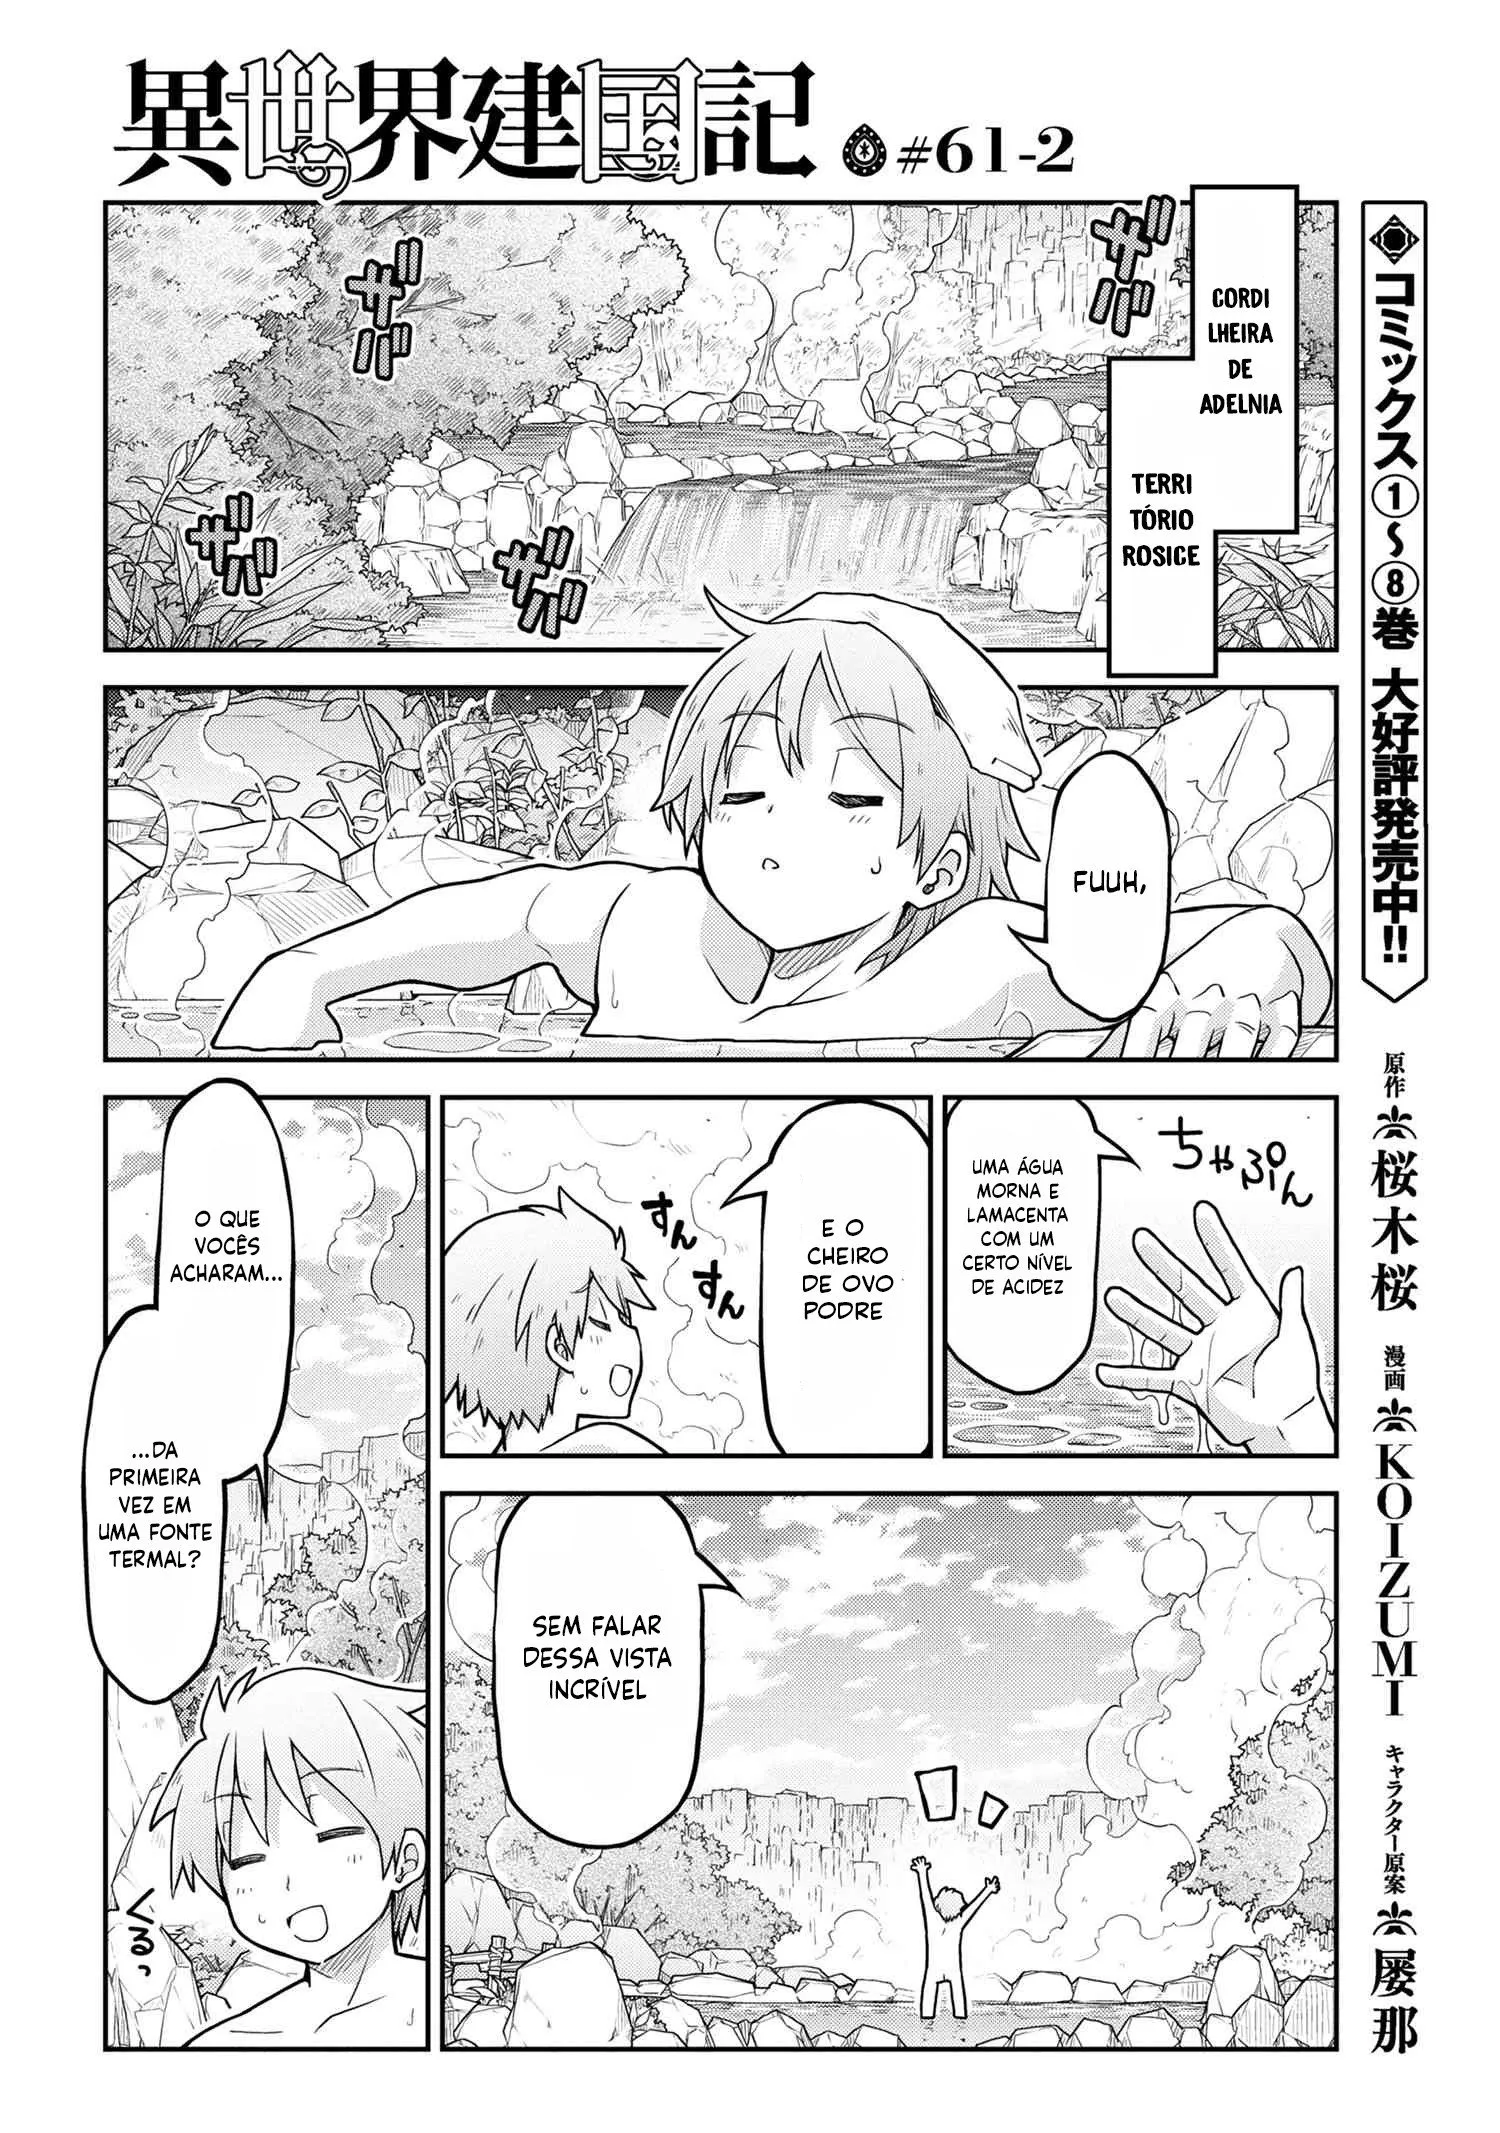 異世界建国記 #61-2
コミックス①〜⑧巻 大好評発売中!!
原作 桜木桜 漫画 KOIZUMI キャラクター原案 屡那
CORDI
LHEIRA
DE
ADELNIA
TERRI
TÓRIO
ROSICE
ザザ
ザザ
ザザ
ザザ
FUUH,
ちゃぷん
UMA ÁGUA
MORNA E
LAMACENTA
COM UM
CERTO NÍVEL
DE ACIDEZ
E O
CHEIRO
DE OVO
PODRE
すん
すん
SEM FALAR
DESSA VISTA
INCRÍVEL
O QUE
VOCÊS
ACHARAM...
...DA
PRIMEIRA
VEZ EM
UMA FONTE
TERMAL?
くるっ